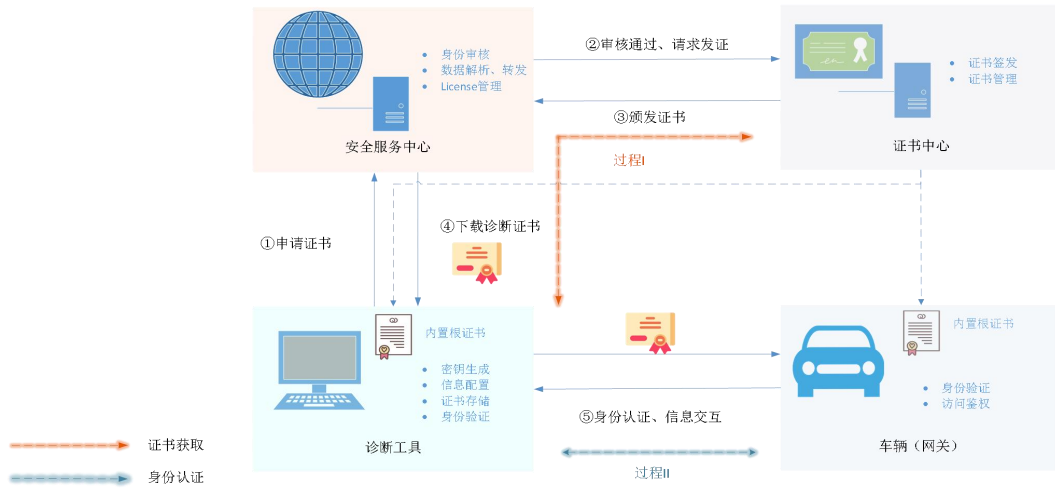 ②审核通过、请求发证
• 身份审核
• 数据解析、转发
• License管理
• 证书签发
• 证书管理
③颁发证书
安全服务中心
证书中心
过程I
④下载诊断证书
①申请证书
内置根证书
内置根证书
• 密钥生成
• 信息配置
• 证书存储
• 身份验证
• 身份验证
• 访问鉴权
⑤身份认证、信息交互
诊断工具
车辆（网关）
证书获取
过程II
身份认证